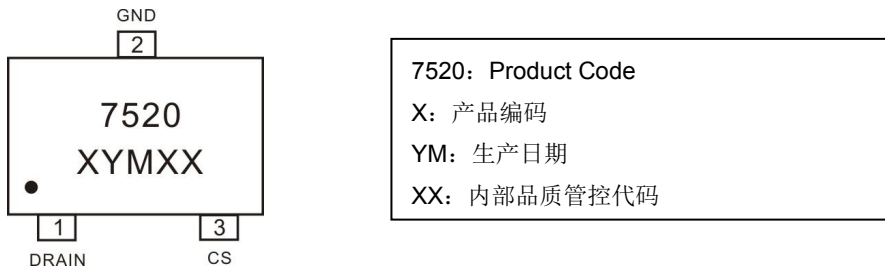 GND
2
7520
XYMXX
1
3
DRAIN
CS
7520：Product Code
X：产品编码
YM：生产日期
XX：内部品质管控代码